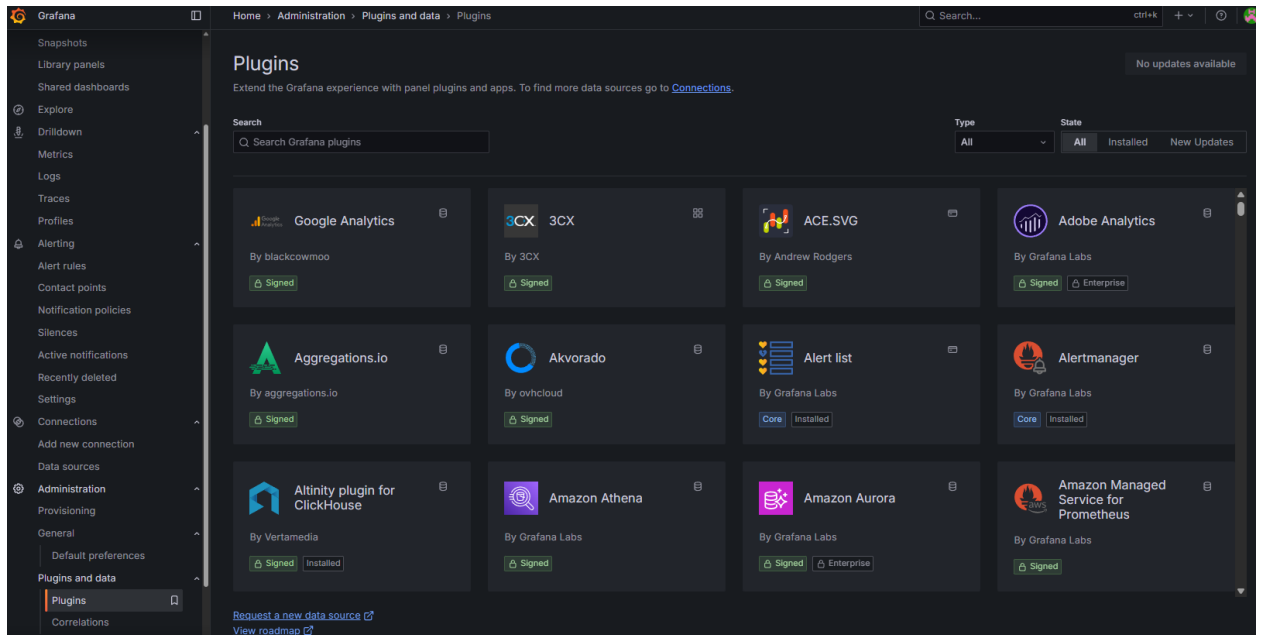 Grafana
Home › Administration › Plugins and data › Plugins
Search...
ctrl+k
Snapshots
Library panels
Shared dashboards
Explore
Drilldown
Metrics
Logs
Traces
Profiles
Alerting
Alert rules
Contact points
Notification policies
Silences
Active notifications
Recently deleted
Settings
Connections
Add new connection
Data sources
Administration
Provisioning
General
Default preferences
Plugins and data
Plugins
Correlations
Plugins
No updates available
Extend the Grafana experience with panel plugins and apps. To find more data sources go to Connections.
Search
Search Grafana plugins
Type
All
State
All
Installed
New Updates
Google Analytics
By blackcowmoo
Signed
3CX
3CX
By 3CX
Signed
ACE.SVG
By Andrew Rodgers
Signed
Adobe Analytics
By Grafana Labs
Signed
Enterprise
Aggregations.io
By aggregations.io
Signed
Akvorado
By ovhcloud
Signed
Alert list
By Grafana Labs
Core
Installed
Alertmanager
By Grafana Labs
Core
Installed
Altinity plugin for
ClickHouse
By Vertamedia
Signed
Installed
Amazon Athena
By Grafana Labs
Signed
Amazon Aurora
By Grafana Labs
Signed
Enterprise
aws
Amazon Managed
Service for
Prometheus
By Grafana Labs
Signed
Request a new data source
View roadmap